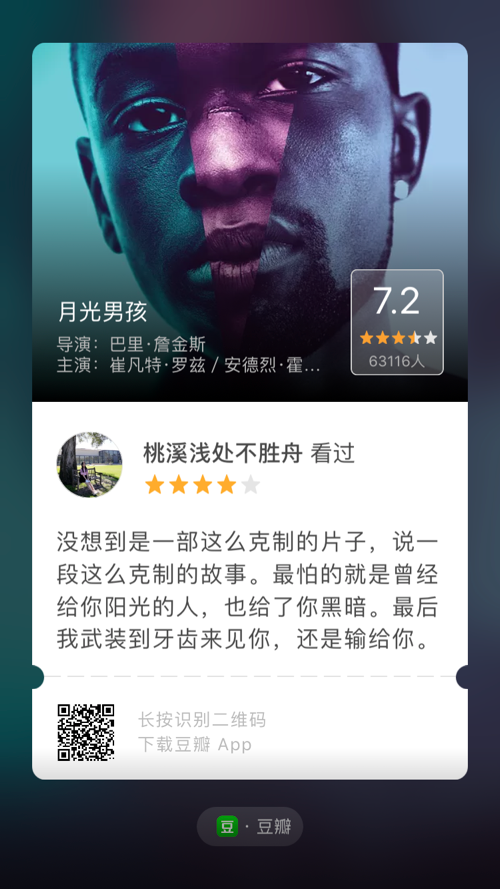 月光男孩
导演：巴里·詹金斯
主演：崔凡特·罗兹 / 安德烈·霍...
7.2
63116人
桃溪浅处不胜舟 看过
没想到是一部这么克制的片子，说一
段这么克制的故事。最怕的就是曾经
给你阳光的人，也给了你黑暗。最后
我武装到牙齿来见你，还是输给你。
长按识别二维码
下载豆瓣 App
豆 · 豆瓣